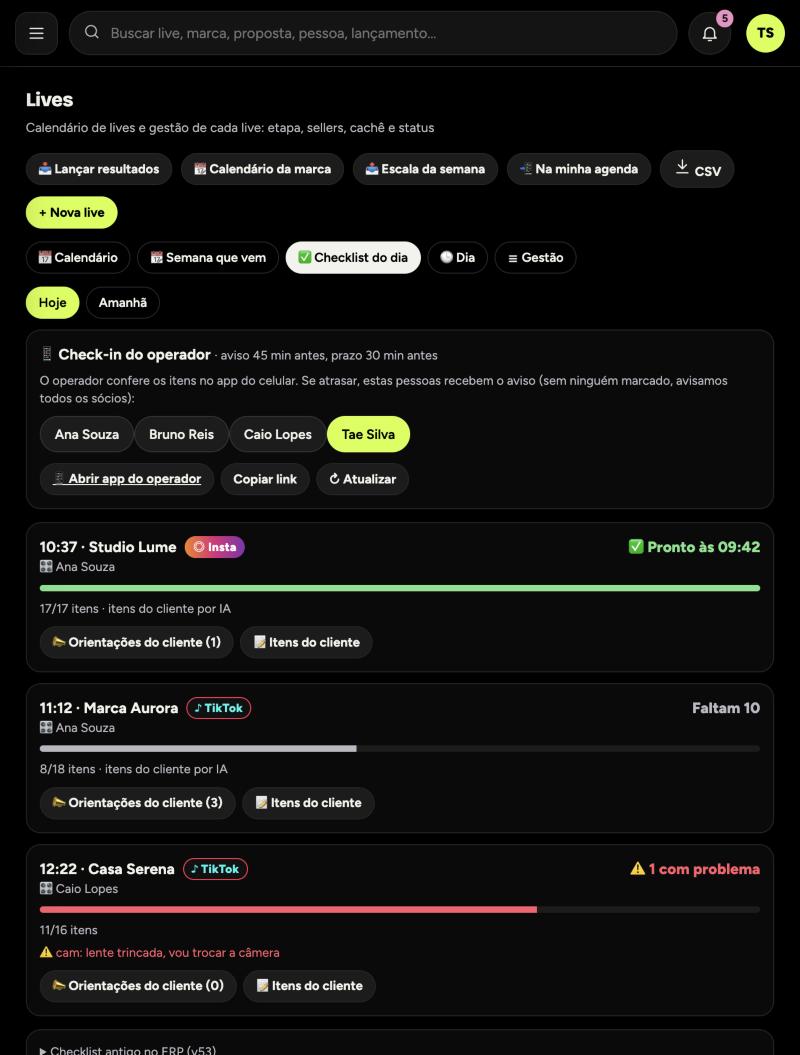 Buscar live, marca, proposta, pessoa, lançamento...
5
TS
Lives
Calendário de lives e gestão de cada live: etapa, sellers, cachê e status
📤 Lançar resultados
📅 Calendário da marca
📤 Escala da semana
📲 Na minha agenda
CSV
+ Nova live
📅 Calendário
📆 Semana que vem
✅ Checklist do dia
🕒 Dia
≡ Gestão
Hoje
Amanhã
📱 Check-in do operador · aviso 45 min antes, prazo 30 min antes
O operador confere os itens no app do celular. Se atrasar, estas pessoas recebem o aviso (sem ninguém marcado, avisamos
todos os sócios):
Ana Souza
Bruno Reis
Caio Lopes
Tae Silva
📱 Abrir app do operador
Copiar link
↻ Atualizar
10:37 · Studio Lume
◎ Insta
✅ Pronto às 09:42
🎛 Ana Souza
17/17 itens · itens do cliente por IA
📣 Orientações do cliente (1)
📝 Itens do cliente
11:12 · Marca Aurora
♪ TikTok
Faltam 10
🎛 Ana Souza
8/18 itens · itens do cliente por IA
📣 Orientações do cliente (3)
📝 Itens do cliente
12:22 · Casa Serena
♪ TikTok
⚠️ 1 com problema
🎛 Caio Lopes
11/16 itens
⚠️ cam: lente trincada, vou trocar a câmera
📣 Orientações do cliente (0)
📝 Itens do cliente
▸ Checklist antigo no ERP (v53)